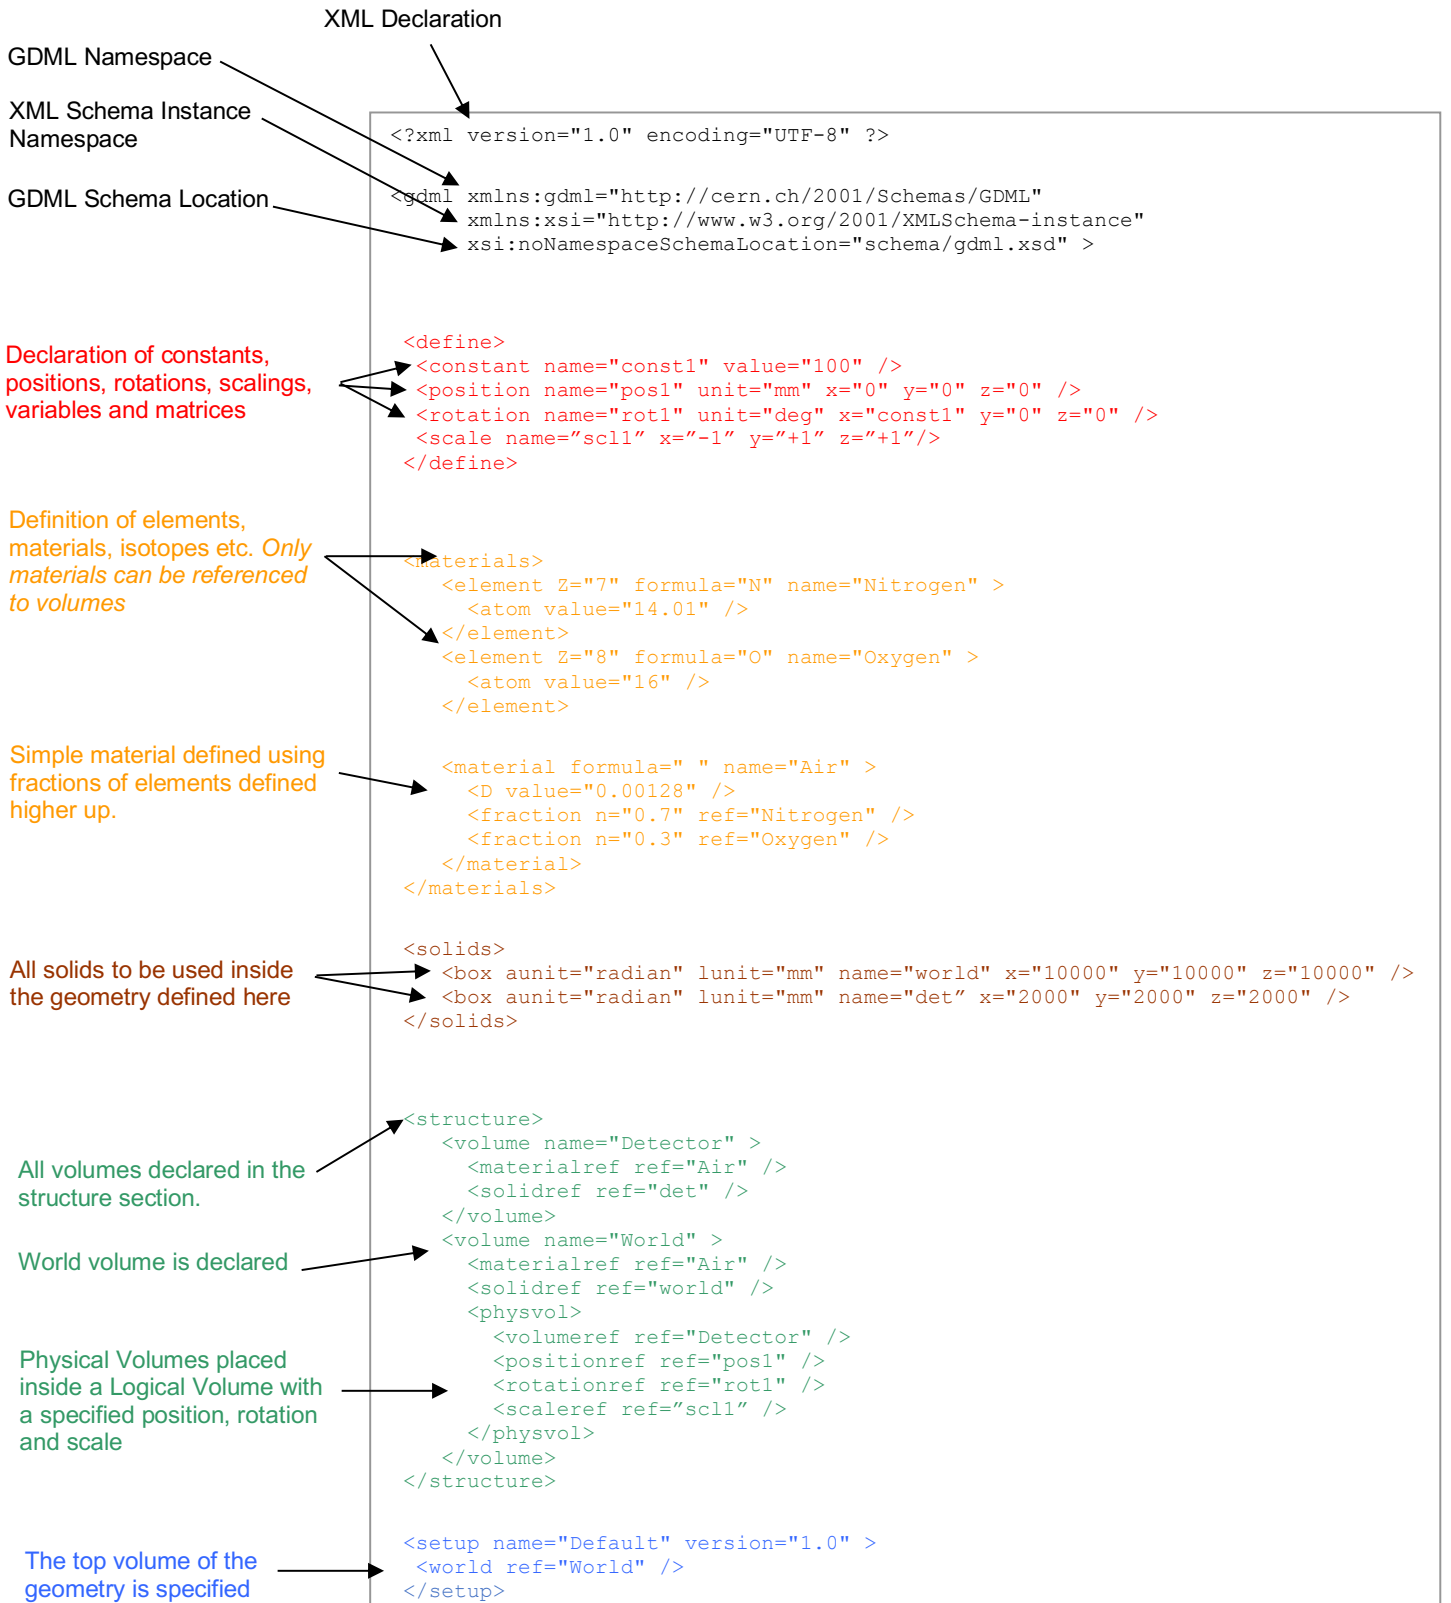 XML Declaration
GDML Namespace
XML Schema Instance
Namespace
GDML Schema Location
<?xml version="1.0" encoding="UTF-8" ?>
<gdml xmlns:gdml="http://cern.ch/2001/Schemas/GDML"
xmlns:xsi="http://www.w3.org/2001/XMLSchema-instance"
xsi:noNamespaceSchemaLocation="schema/gdml.xsd" >
Declaration of constants,
positions, rotations, scalings,
variables and matrices
<define>
<constant name="const1" value="100" />
<position name="pos1" unit="mm" x="0" y="0" z="0" />
<rotation name="rot1" unit="deg" x="const1" y="0" z="0" />
<scale name=”scl1” x=”-1” y=”+1” z=”+1”/>
</define>
Definition of elements,
materials, isotopes etc. Only
materials can be referenced
to volumes
<materials>
<element Z="7" formula="N" name="Nitrogen" >
<atom value="14.01" />
</element>
<element Z="8" formula="O" name="Oxygen" >
<atom value="16" />
</element>
Simple material defined using
fractions of elements defined
higher up.
<material formula=" " name="Air" >
<D value="0.00128" />
<fraction n="0.7" ref="Nitrogen" />
<fraction n="0.3" ref="Oxygen" />
</material>
</materials>
All solids to be used inside
the geometry defined here
<solids>
<box aunit="radian" lunit="mm" name="world" x="10000" y="10000" z="10000" />
<box aunit="radian" lunit="mm" name="det” x="2000" y="2000" z="2000" />
</solids>
All volumes declared in the
structure section.
World volume is declared
Physical Volumes placed
inside a Logical Volume with
a specified position, rotation
and scale
<structure>
<volume name="Detector" >
<materialref ref="Air" />
<solidref ref="det" />
</volume>
<volume name="World" >
<materialref ref="Air" />
<solidref ref="world" />
<physvol>
<volumeref ref="Detector" />
<positionref ref="pos1" />
<rotationref ref="rot1" />
<scaleref ref=”scl1” />
</physvol>
</volume>
</structure>
The top volume of the
geometry is specified
<setup name="Default" version="1.0" >
<world ref="World" />
</setup>